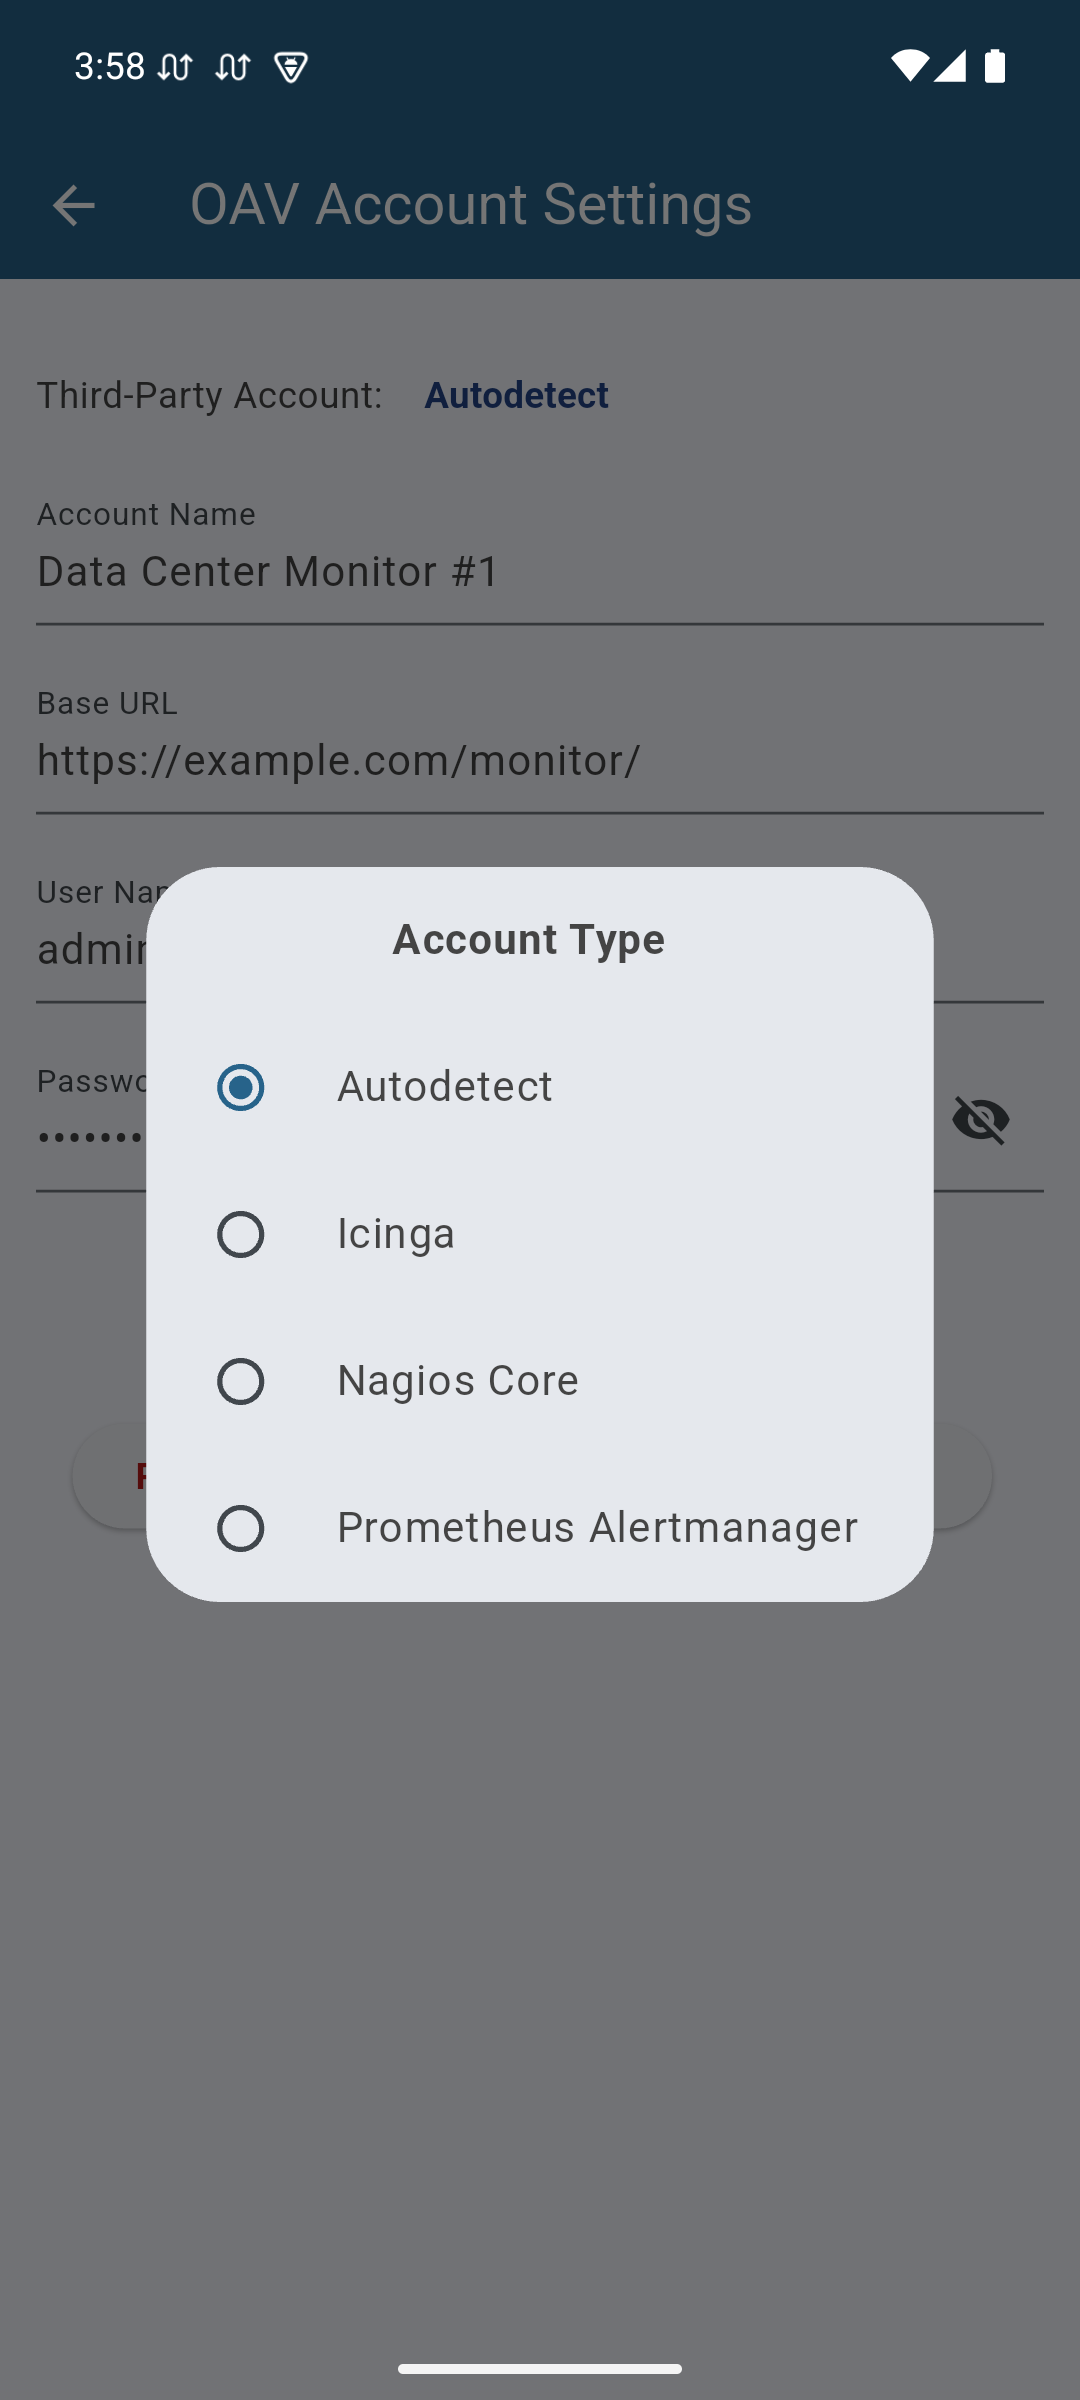 3:58
OAV Account Settings
Third-Party Account: Autodetect
Account Name
Data Center Monitor #1
Base URL
https://example.com/monitor/
User
Account Type
Autodetect
Icinga
Nagios Core
Prometheus Alertmanager